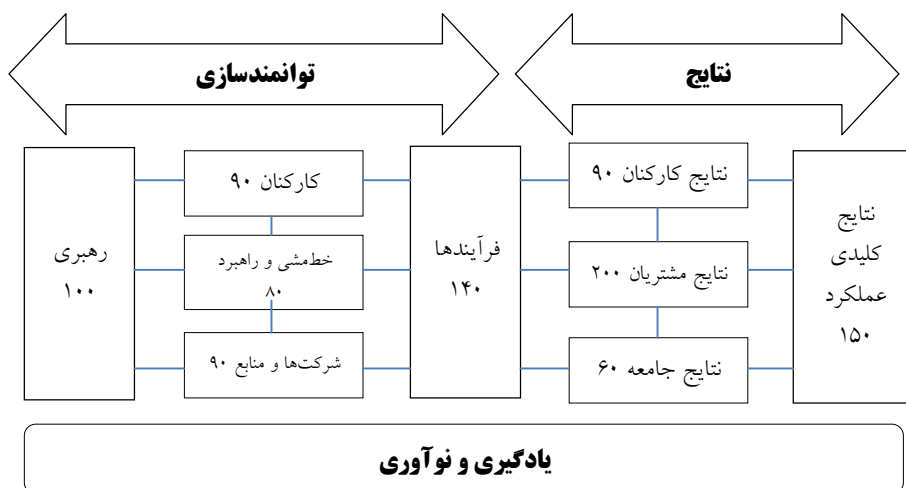 توانمندسازی
نتایج
رهبری
۱۰۰
کارکنان ۹۰
خط‌مشی و راهبرد
۸۰
شرکت‌ها و منابع ۹۰
فرآیندها
۱۴۰
نتایج کارکنان ۹۰
نتایج مشتریان ۲۰۰
نتایج جامعه ۶۰
نتایج
کلیدی
عملکرد
۱۵۰
یادگیری و نوآوری